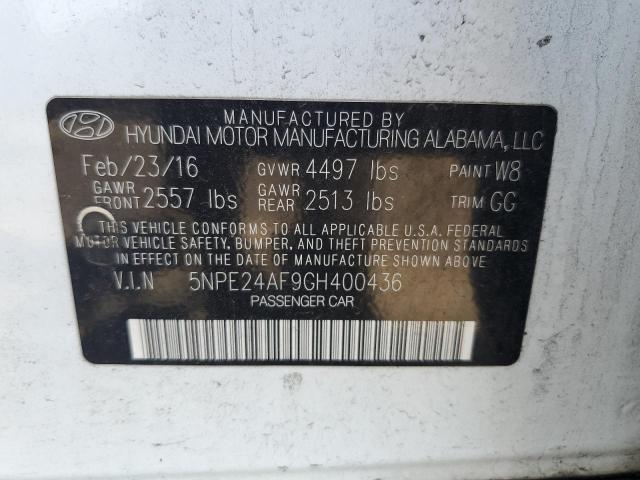 MANUFACTURED BY
HYUNDAI MOTOR MANUFACTURING ALABAMA, LLC
Feb/23/16 GVWR 4497 lbs PAINT W8
GAWR FRONT 2557 lbs GAWR REAR 2513 lbs TRIM GG
THIS VEHICLE CONFORMS TO ALL APPLICABLE U.S.A. FEDERAL
MOTOR VEHICLE SAFETY, BUMPER, AND THEFT PREVENTION STANDARDS
IN EFFECT ON THE DATE OF MANUFACTURE SHOWN ABOVE.
V.I.N 5NPE24AF9GH400436
PASSENGER CAR